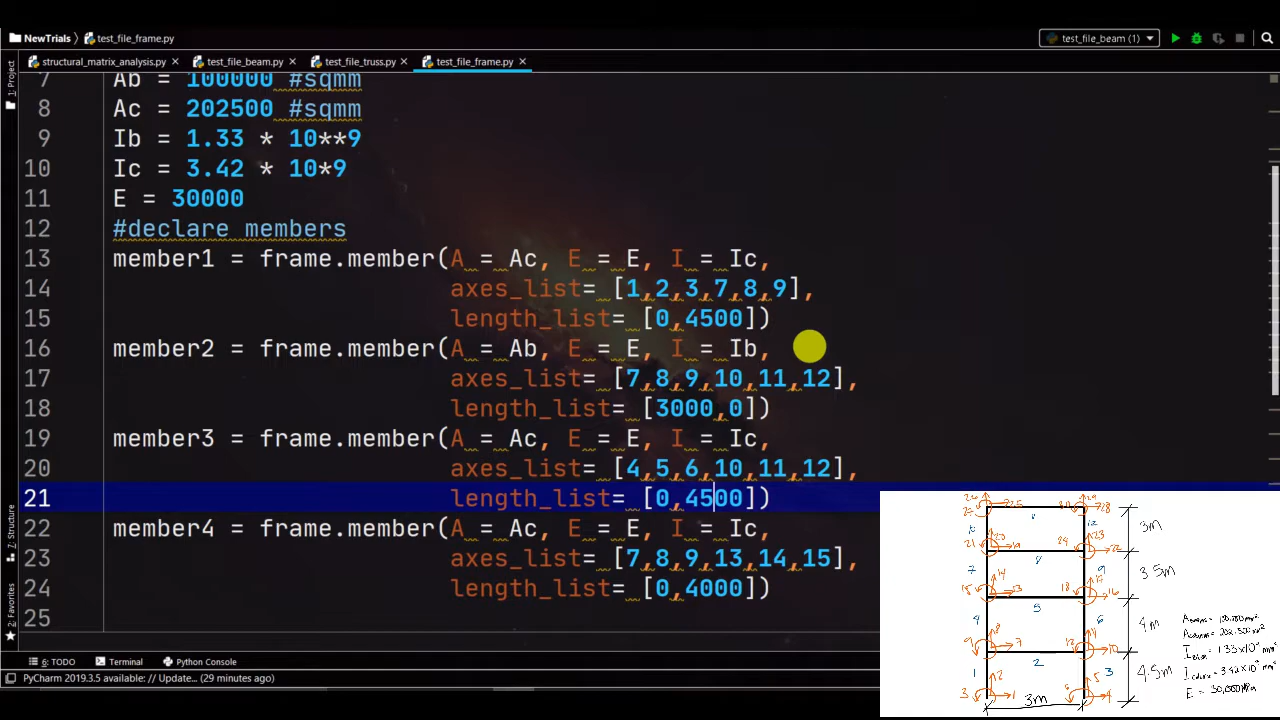 NewTrials
test_file_frame.py
test_file_beam (1)
structural_matrix_analysis.py
test_file_beam.py
test_file_truss.py
test_file_frame.py
1: Project
7 Ab = 100000 #sqmm
8 Ac = 202500 #sqmm
9 Ib = 1.33 * 10**9
10 Ic = 3.42 * 10*9
11 E = 30000
12 #declare members
13 member1 = frame.member(A = Ac, E = E, I = Ic,
14 axes_list= [1,2,3,7,8,9],
15 length_list= [0,4500])
16 member2 = frame.member(A = Ab, E = E, I = Ib,
17 axes_list= [7,8,9,10,11,12],
18 length_list= [3000,0])
19 member3 = frame.member(A = Ac, E = E, I = Ic,
20 axes_list= [4,5,6,10,11,12],
21 length_list= [0,4500])
22 member4 = frame.member(A = Ac, E = E, I = Ic,
23 axes_list= [7,8,9,13,14,15],
24 length_list= [0,4000])
25
7: Structure
2: Favorites
6: TODO
Terminal
Python Console
PyCharm 2019.3.5 available: // Update... (29 minutes ago)
3m
3.5m
4m
4.5m
3m